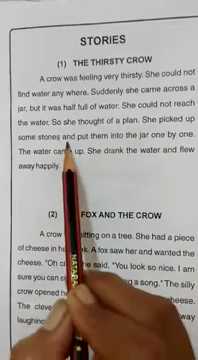 STORIES
(1) THE THIRSTY CROW
A crow was feeling very thirsty. She could not
find water any where. Suddenly she came across a
jar, but it was half full of water. She could not reach
the water. So she thought of a plan. She picked up
some stones and put them into the jar one by one.
The water up. She drank the water and flew
away happily.
(2) FOX AND THE CROW
A crow sitting on a tree. She had a piece
of cheese in A fox saw her and wanted the
cheese. "Oh he said. "You look so nice. I am
sure you can a song." The silly
crow opened cheese.
The
laughing